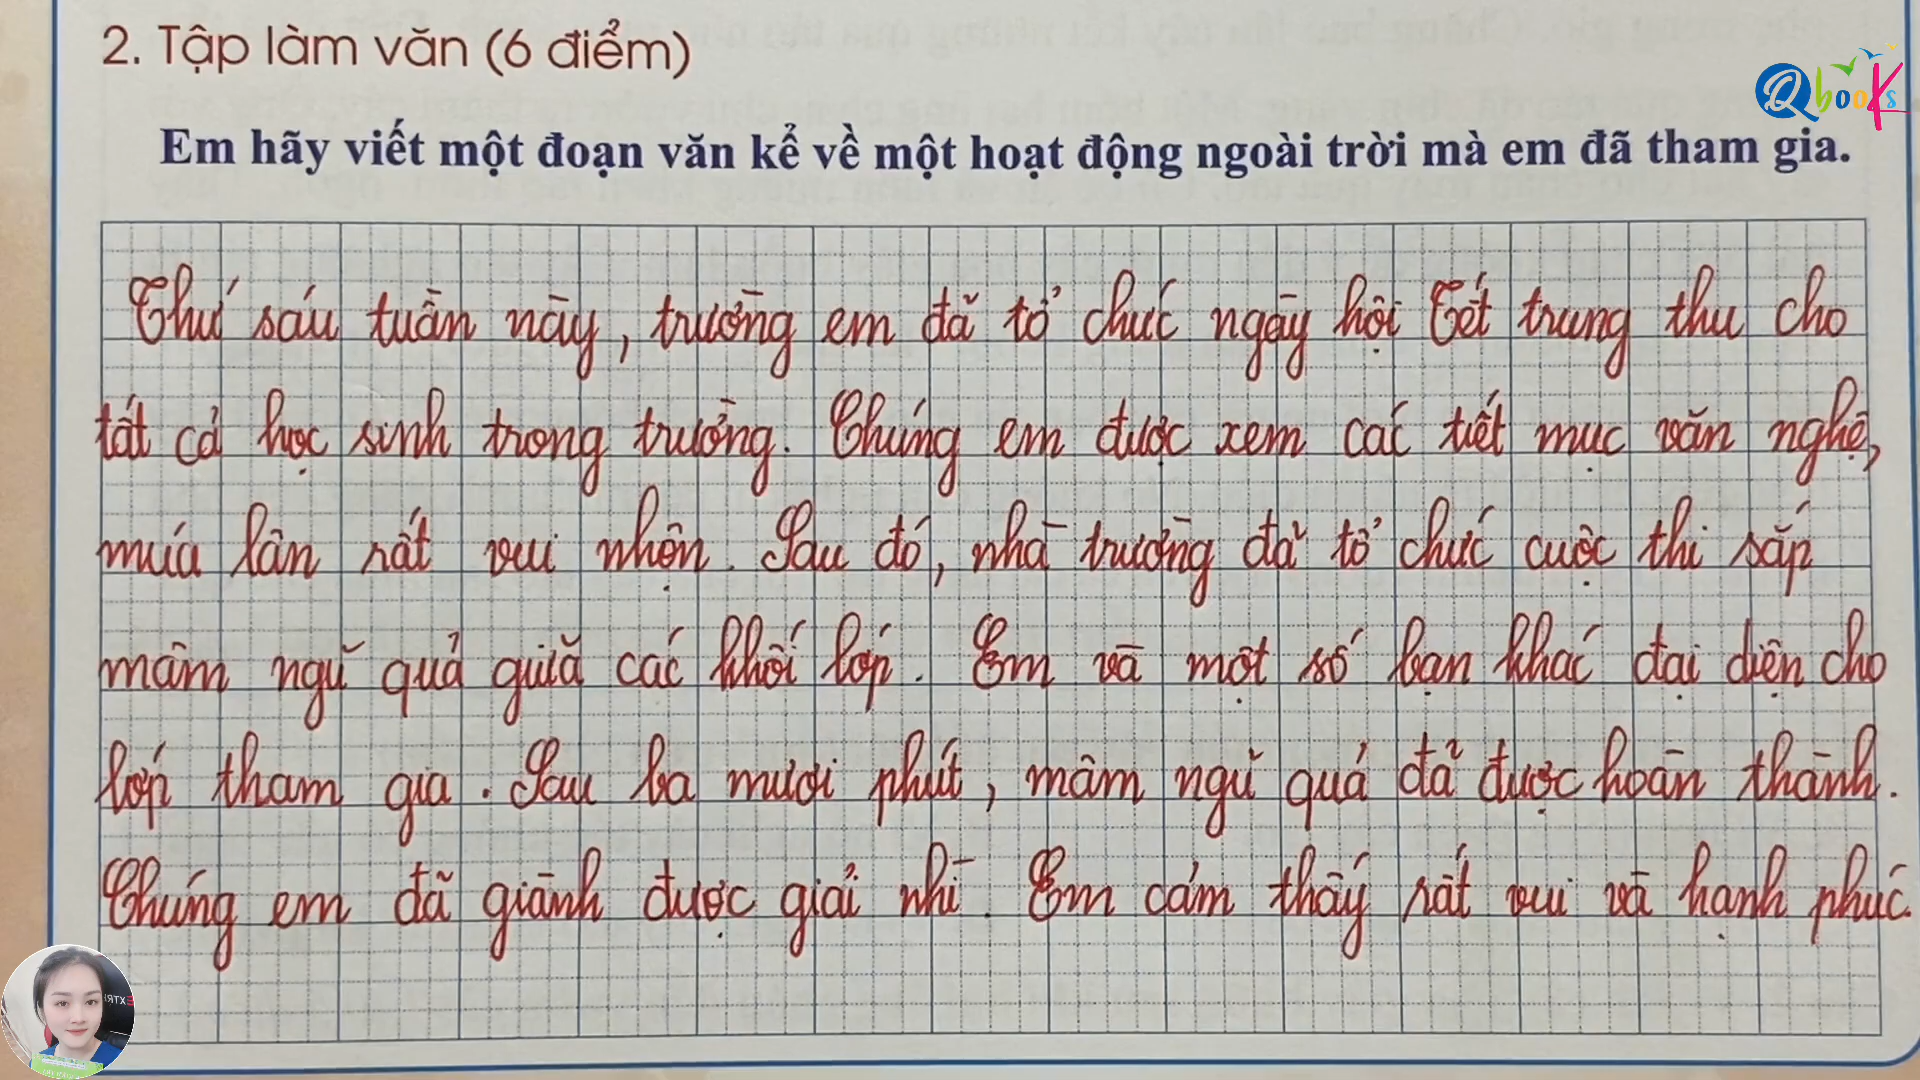 2. Tập làm văn (6 điểm)
Qbooks
Em hãy viết một đoạn văn kể về một hoạt động ngoài trời mà em đã tham gia.
Thứ sáu tuần này, trường em đã tổ chức ngày hội Tết trung thu cho
tất cả học sinh trong trường. Chúng em được xem các tiết mục văn nghệ,
múa lân rất vui nhộn. Sau đó, nhà trường đã tổ chức cuộc thi sắp
mâm ngũ quả giữa các khối lớp. Em và một số bạn khác đại diện cho
lớp tham gia. Sau ba mươi phút, mâm ngũ quả đã được hoàn thành.
Chúng em đã giành được giải nhì. Em cảm thấy rất vui và hạnh phúc.